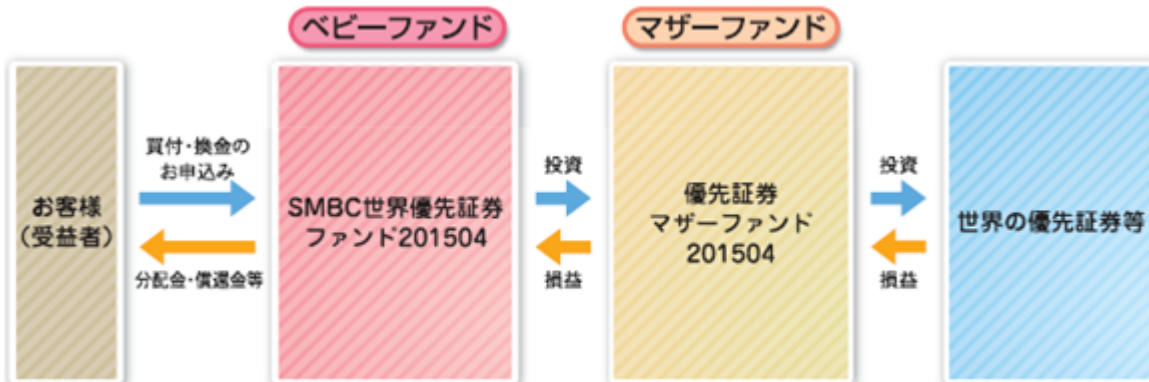 ベビーファンド
マザーファンド
お客様
(受益者)
買付・換金の
お申込み
分配金・償還金等
SMBC世界優先証券
ファンド201504
投資
損益
優先証券
マザーファンド
201504
投資
損益
世界の優先証券等